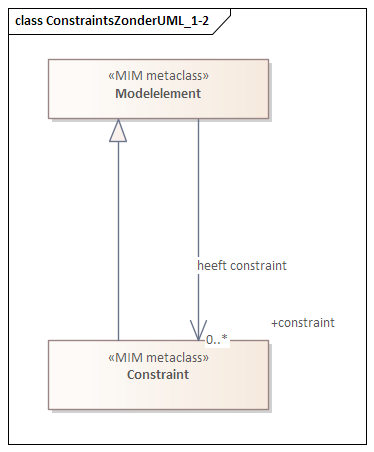 class ConstraintsZonderUML_1-2
«MIM metaclass»
Modelelement
heeft constraint
+constraint
0..*
«MIM metaclass»
Constraint